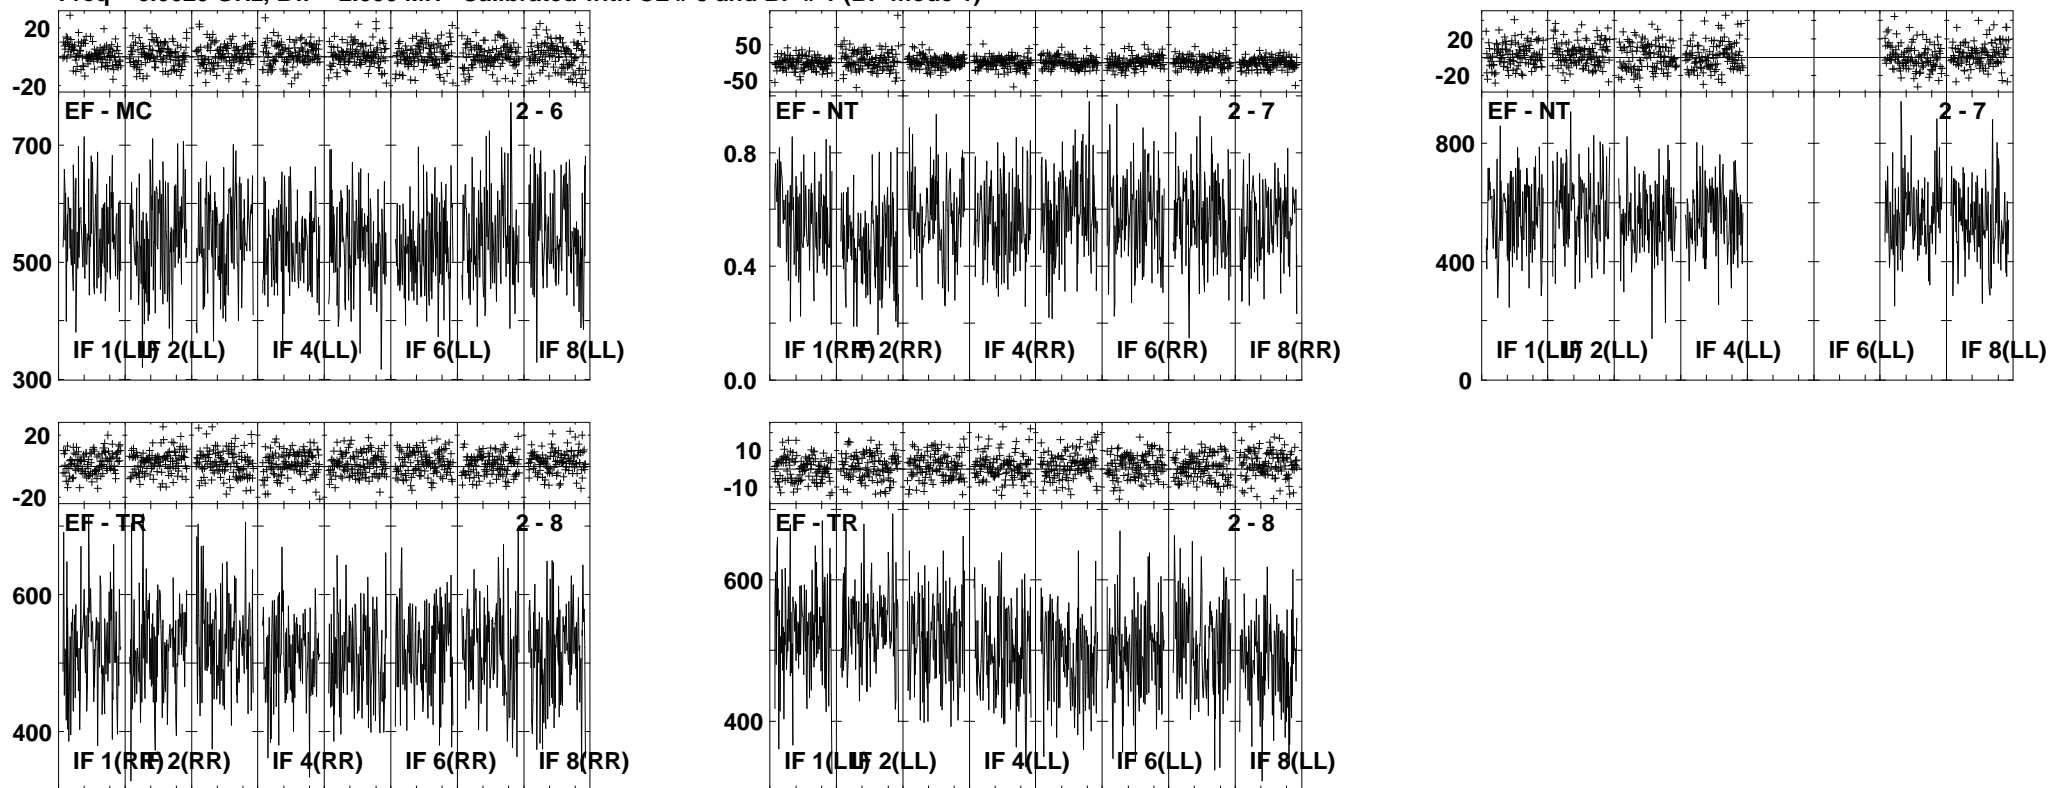 20
-20
EF - MC 2 - 6
700
500
300
IF 1(LL) IF 2(LL) IF 4(LL) IF 6(LL) IF 8(LL)
50
-50
EF - NT 2 - 7
0.8
0.4
0.0
IF 1(RR) IF 2(RR) IF 4(RR) IF 6(RR) IF 8(RR)
20
-20
EF - NT 2 - 7
800
400
0
IF 1(LL) IF 2(LL) IF 4(LL) IF 6(LL) IF 8(LL)
20
-20
EF - TR 2 - 8
600
400
IF 1(RR) IF 2(RR) IF 4(RR) IF 6(RR) IF 8(RR)
10
-10
EF - TR 2 - 8
600
400
IF 1(LL) IF 2(LL) IF 4(LL) IF 6(LL) IF 8(LL)